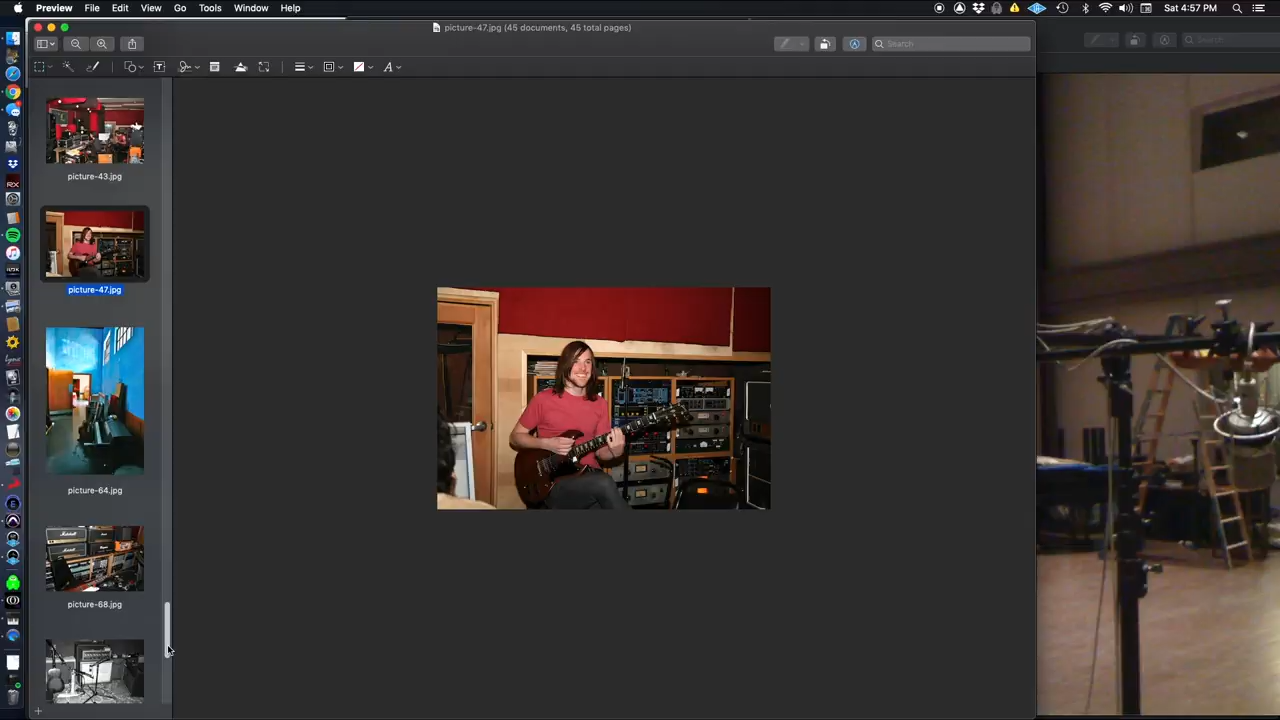 Preview File Edit View Go Tools Window Help
Sat 4:57 PM
picture-47.jpg (45 documents, 45 total pages)
Search
Search
picture-43.jpg
picture-47.jpg
picture-64.jpg
picture-68.jpg